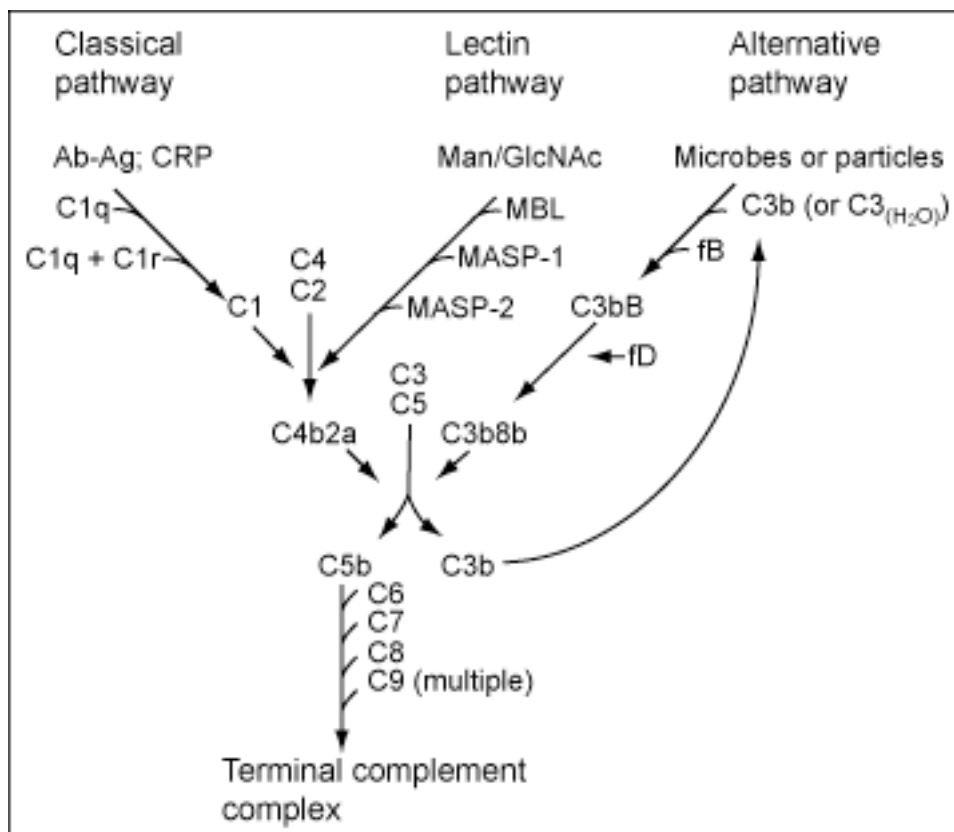 Classical
pathway
Lectin
pathway
Alternative
pathway
Ab-Ag; CRP
Man/GlcNAc
Microbes or particles
C1q
MBL
C3b (or C3(H2O))
C1q + C1r
C4
C2
MASP-1
fB
C1
MASP-2
C3bB
fD
C3
C5
C4b2a
C3b8b
C5b
C3b
C6
C7
C8
C9 (multiple)
Terminal complement
complex